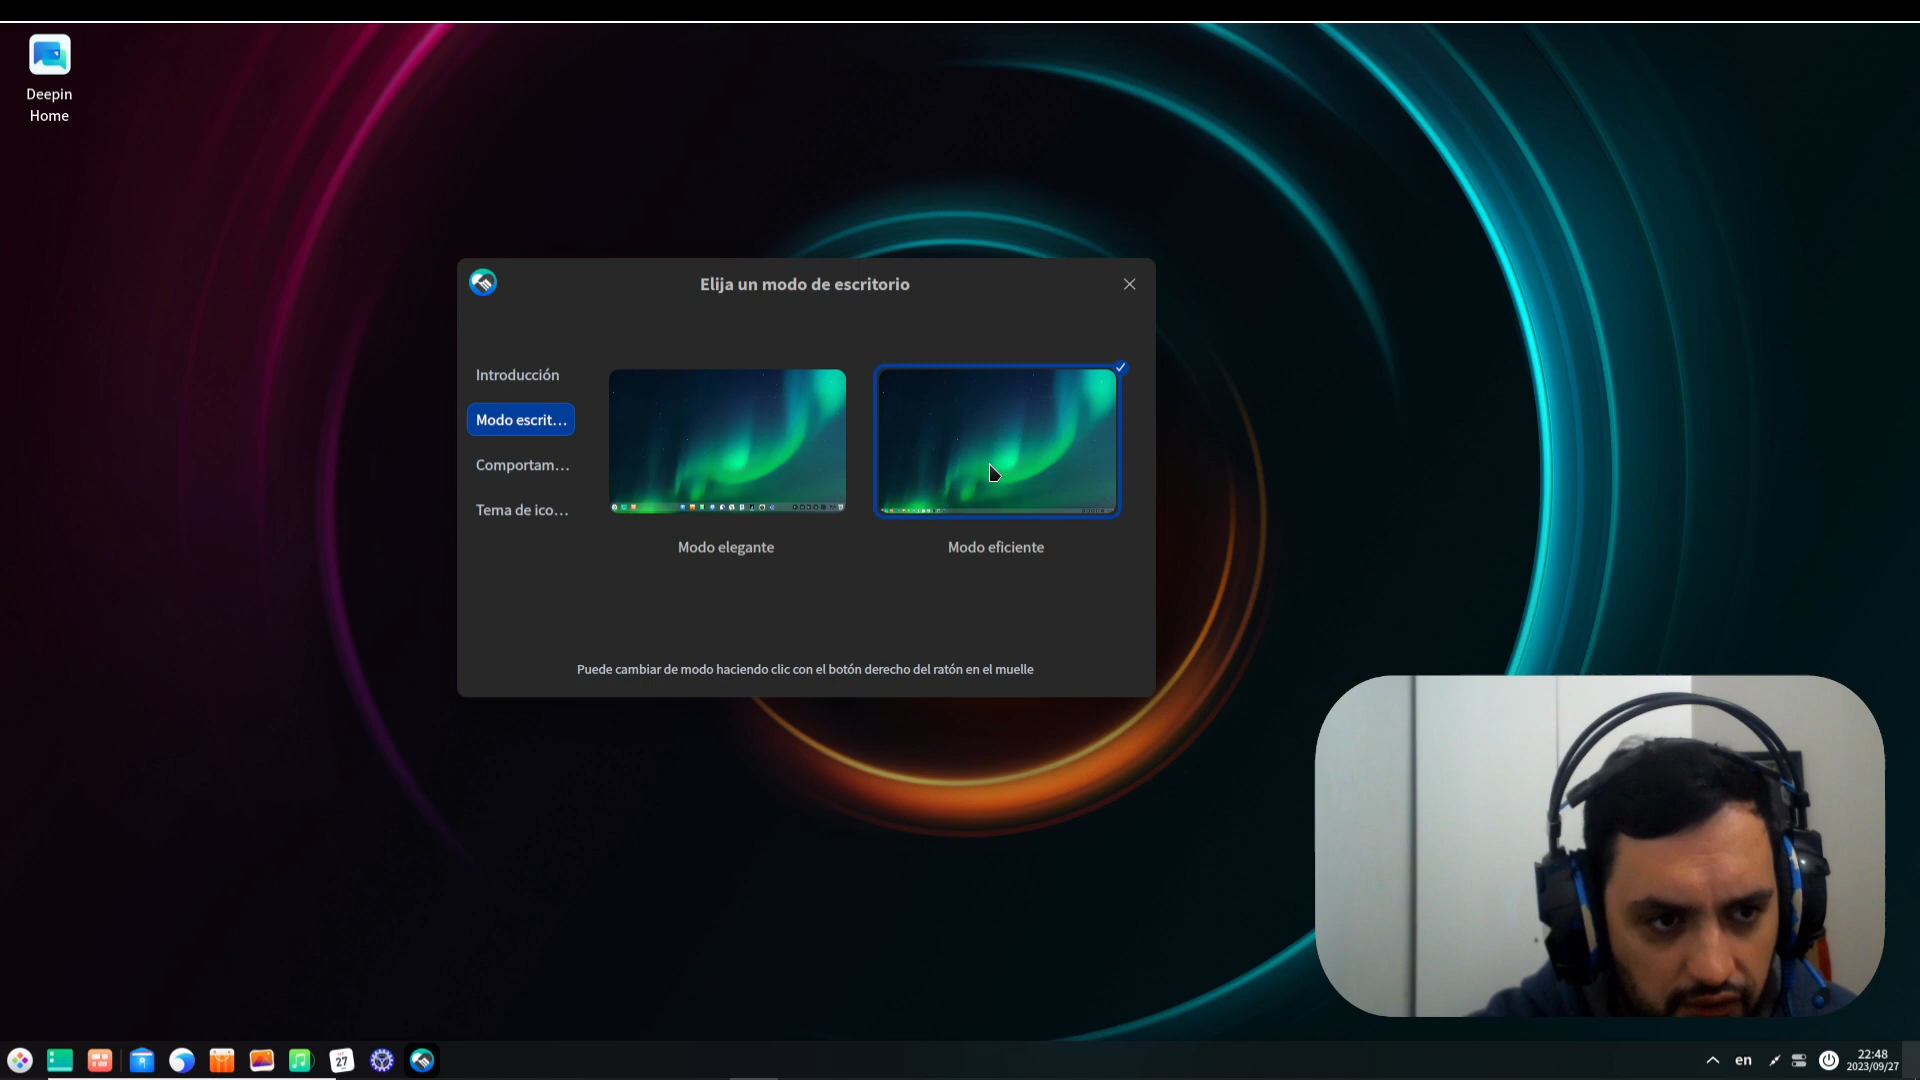 Deepin
Home
Elija un modo de escritorio
Introducción
Modo escrit...
Comportam...
Tema de ico...
Modo elegante
Modo eficiente
Puede cambiar de modo haciendo clic con el botón derecho del ratón en el muelle
27
en
22:48
2023/09/27